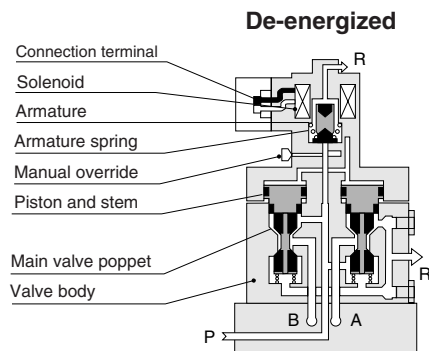 De-energized
Connection terminal
R
Solenoid
Armature
Armature spring
Manual override
Piston and stem
Main valve poppet
R
Valve body
B A
P